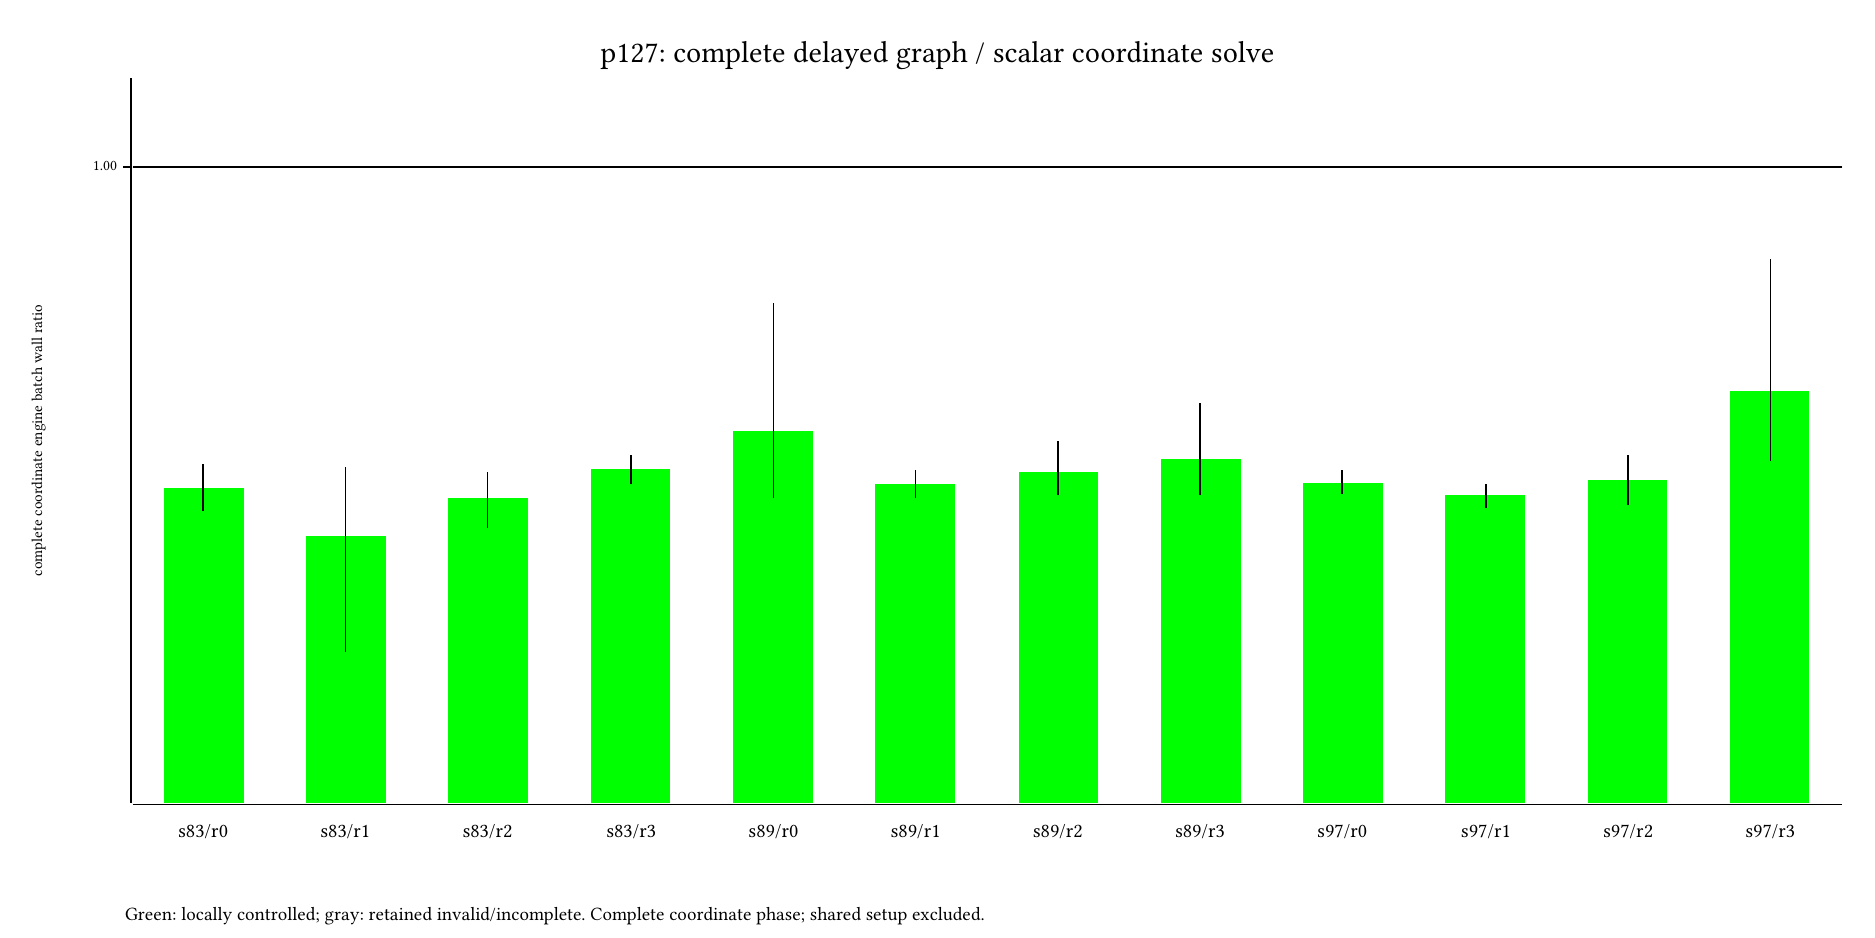 p127: complete delayed graph / scalar coordinate solve
1.00
complete coordinate engine batch wall ratio
s83/r0
s83/r1
s83/r2
s83/r3
s89/r0
s89/r1
s89/r2
s89/r3
s97/r0
s97/r1
s97/r2
s97/r3
Green: locally controlled; gray: retained invalid/incomplete. Complete coordinate phase; shared setup excluded.